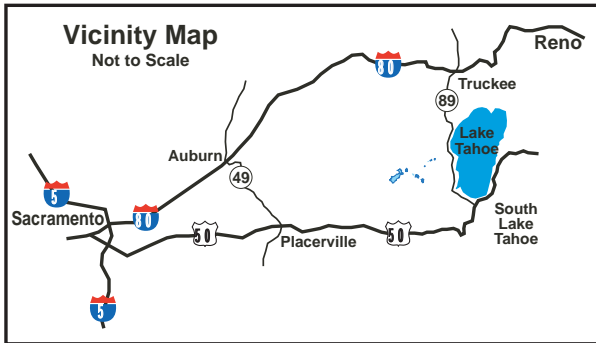 Vicinity Map
Not to Scale
Reno
80
Truckee
89
Lake
Tahoe
Auburn
49
5
Sacramento
80
50
Placerville
50
South
Lake
Tahoe
5